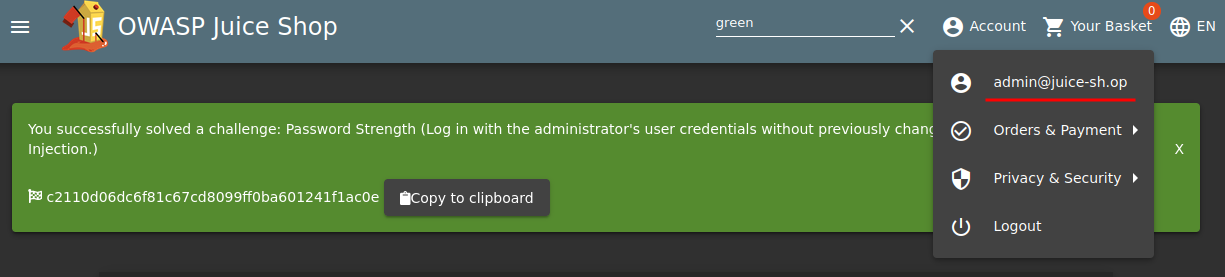 OWASP Juice Shop
green
Account
0
Your Basket
EN
admin@juice-sh.op
Orders & Payment
Privacy & Security
Logout
You successfully solved a challenge: Password Strength (Log in with the administrator's user credentials without previously
Injection.)
X
c2110d06dc6f81c67cd8099ff0ba601241f1ac0e
Copy to clipboard